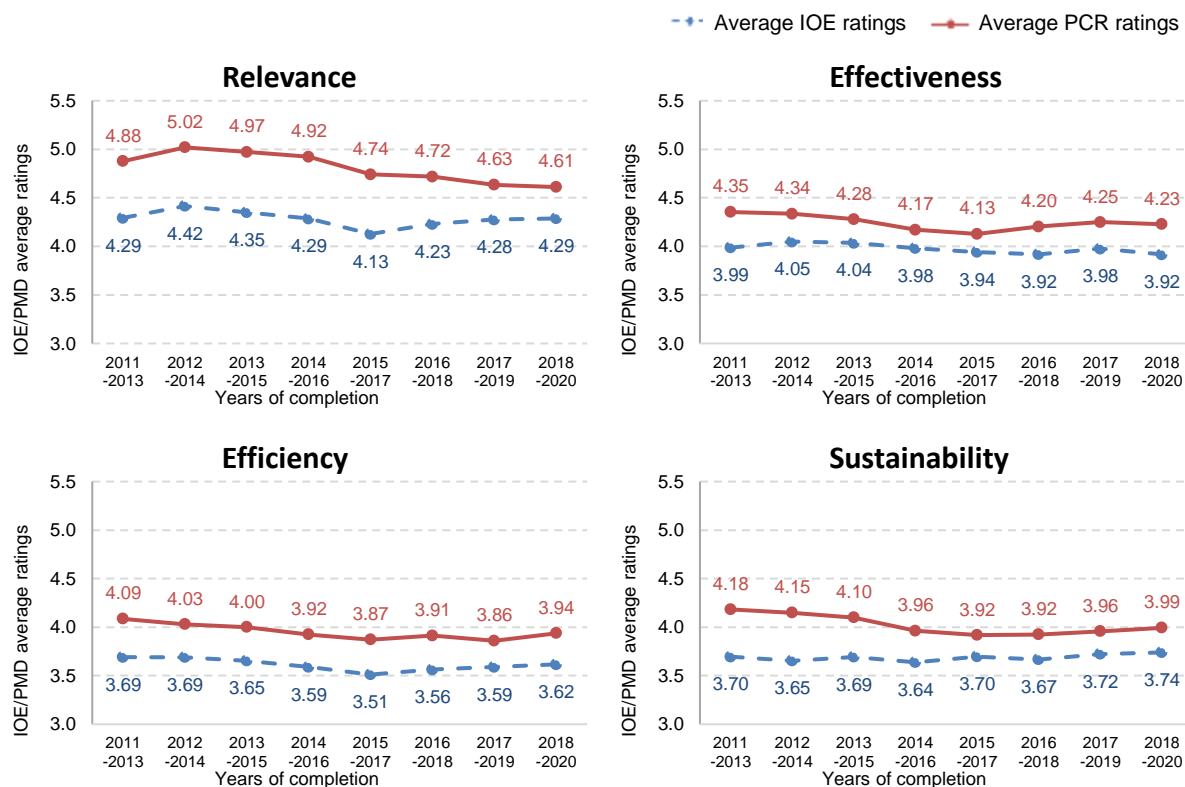 Average IOE ratings Average PCR ratings
Relevance
IOE/PMD average ratings
5.5
5.0
4.5
4.0
3.5
3.0
4.88 5.02 4.97 4.92 4.74 4.72 4.63 4.61
4.29 4.42 4.35 4.29 4.13 4.23 4.28 4.29
2011 2012 2013 2014 2015 2016 2017 2018
-2013 -2014 -2015 -2016 -2017 -2018 -2019 -2020
Years of completion
Effectiveness
IOE/PMD average ratings
5.5
5.0
4.5
4.0
3.5
3.0
4.35 4.34 4.28 4.17 4.13 4.20 4.25 4.23
3.99 4.05 4.04 3.98 3.94 3.92 3.98 3.92
2011 2012 2013 2014 2015 2016 2017 2018
-2013 -2014 -2015 -2016 -2017 -2018 -2019 -2020
Years of completion
Efficiency
IOE/PMD average ratings
5.5
5.0
4.5
4.0
3.5
3.0
4.09 4.03 4.00 3.92 3.87 3.91 3.86 3.94
3.69 3.69 3.65 3.59 3.51 3.56 3.59 3.62
2011 2012 2013 2014 2015 2016 2017 2018
-2013 -2014 -2015 -2016 -2017 -2018 -2019 -2020
Years of completion
Sustainability
IOE/PMD average ratings
5.5
5.0
4.5
4.0
3.5
3.0
4.18 4.15 4.10 3.96 3.92 3.92 3.96 3.99
3.70 3.65 3.69 3.64 3.70 3.67 3.72 3.74
2011 2012 2013 2014 2015 2016 2017 2018
-2013 -2014 -2015 -2016 -2017 -2018 -2019 -2020
Years of completion